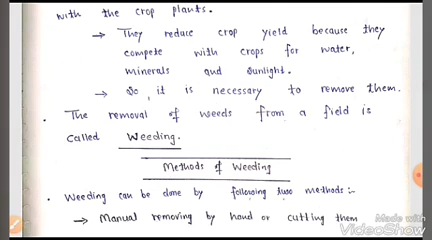 with the crop plants.
→ They reduce crop yield because they
compete with crops for water,
minerals and sunlight.
→ So, it is necessary to remove them.
• The removal of weeds from a field is
called Weeding.
Methods of Weeding
• Weeding can be done by following two methods :-
→ Manual removing by hand or cutting them
Made with
VideoShow